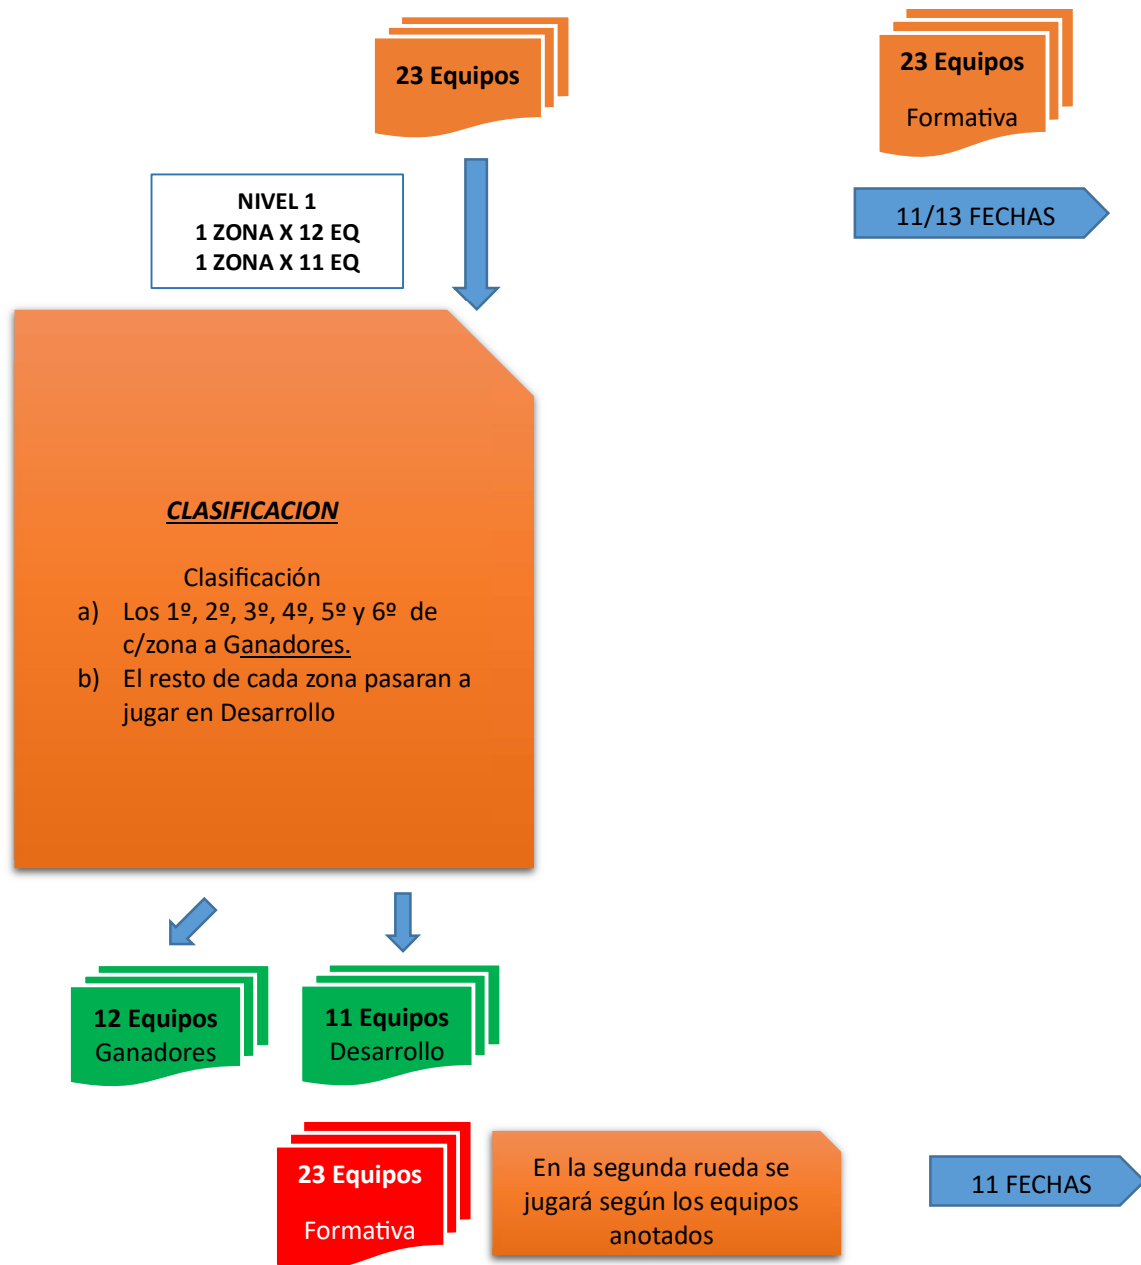 23 Equipos
23 Equipos
Formativa
NIVEL 1
1 ZONA X 12 EQ
1 ZONA X 11 EQ
11/13 FECHAS
CLASIFICACION
Clasificación
a) Los 1º, 2º, 3º, 4º, 5º y 6º de
c/zona a Ganadores.
b) El resto de cada zona pasaran a
jugar en Desarrollo
12 Equipos
Ganadores
11 Equipos
Desarrollo
23 Equipos
Formativa
En la segunda rueda se
jugará según los equipos
anotados
11 FECHAS